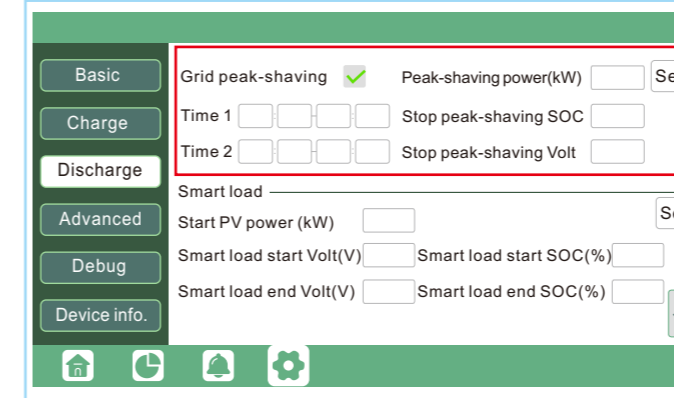 Basic
Charge
Discharge
Advanced
Debug
Device info.
Grid peak-shaving Peak-shaving power(kW) Se
Time 1 : - : Stop peak-shaving SOC
Time 2 : - : Stop peak-shaving Volt
Smart load
Start PV power (kW) Se
Smart load start Volt(V) Smart load start SOC(%)
Smart load end Volt(V) Smart load end SOC(%)